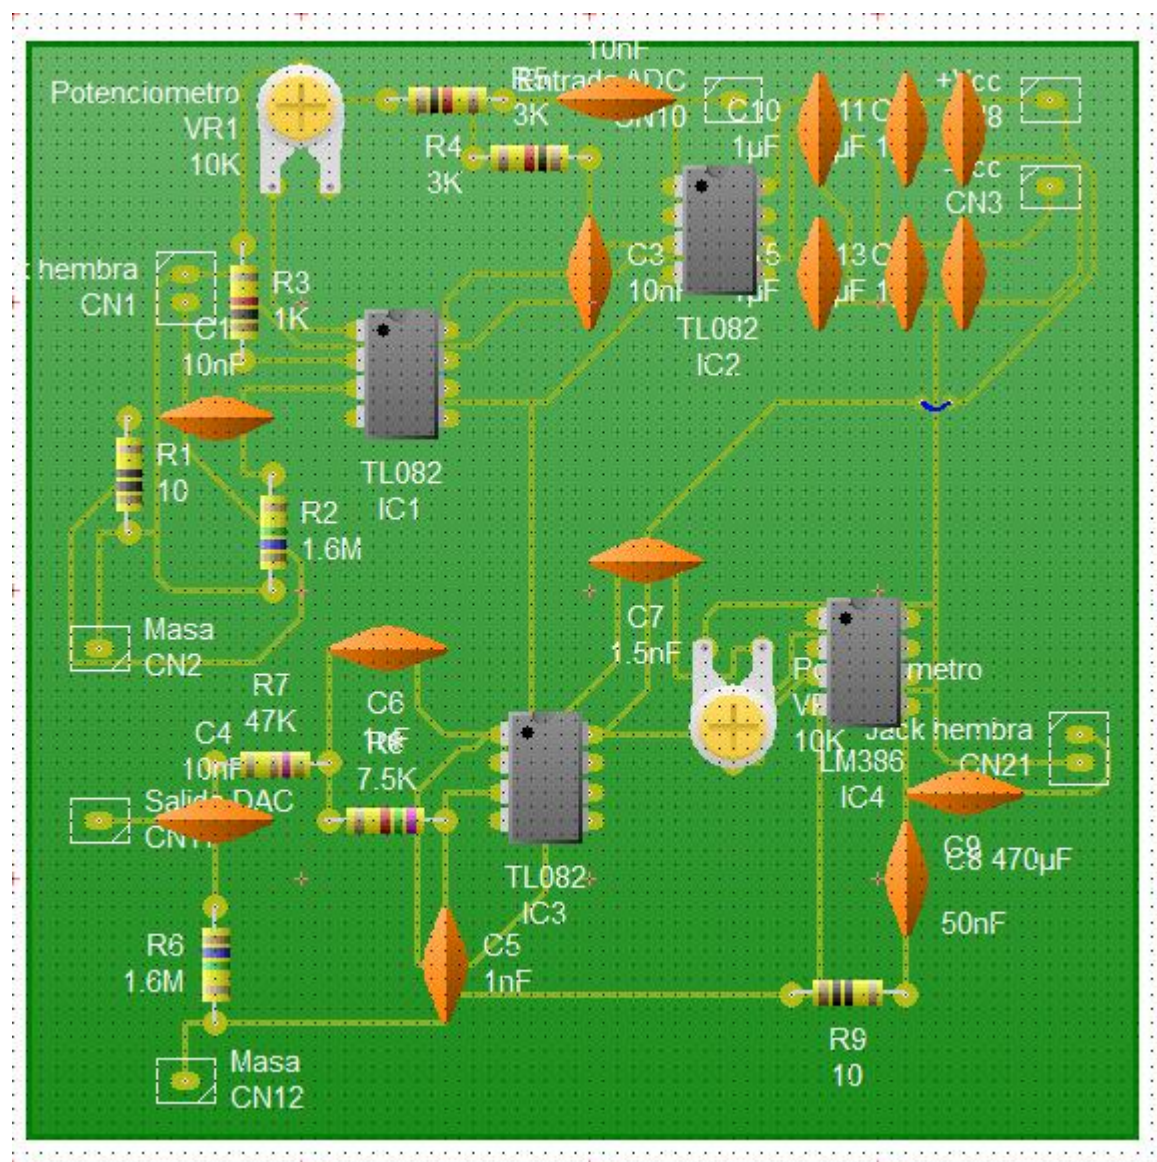 10nF
Potenciometro
VR1
10K
Entrada ADC
CN10
3K
R4
3K
C10
1µF
+Vcc
CN3
hembra
CN1
R3
1K
C1
10nF
C3
10nF
TL082
IC2
R1
10
TL082
IC1
R2
1.6M
Masa
CN2
C7
1.5nF
R7
47K
C6
7.5K
C4
10nF
10K
LM386
IC4
Jack hembra
CN21
Salida DAC
TL082
IC3
C9
C8 470µF
50nF
R6
1.6M
C5
1nF
R9
10
Masa
CN12